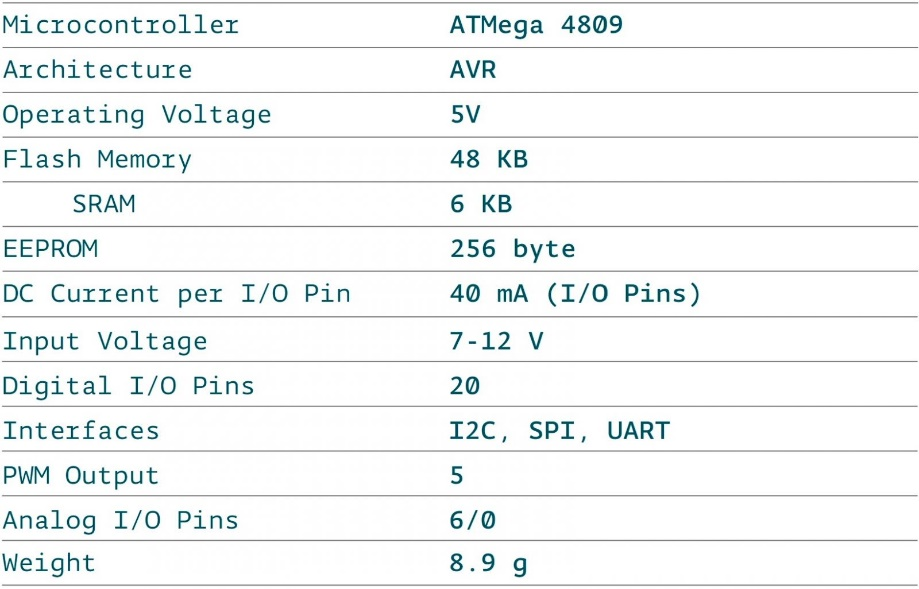 Microcontroller ATMega 4809
Architecture AVR
Operating Voltage 5V
Flash Memory 48 KB
SRAM 6 KB
EEPROM 256 byte
DC Current per I/O Pin 40 mA (I/O Pins)
Input Voltage 7-12 V
Digital I/O Pins 20
Interfaces I2C, SPI, UART
PWM Output 5
Analog I/O Pins 6/0
Weight 8.9 g